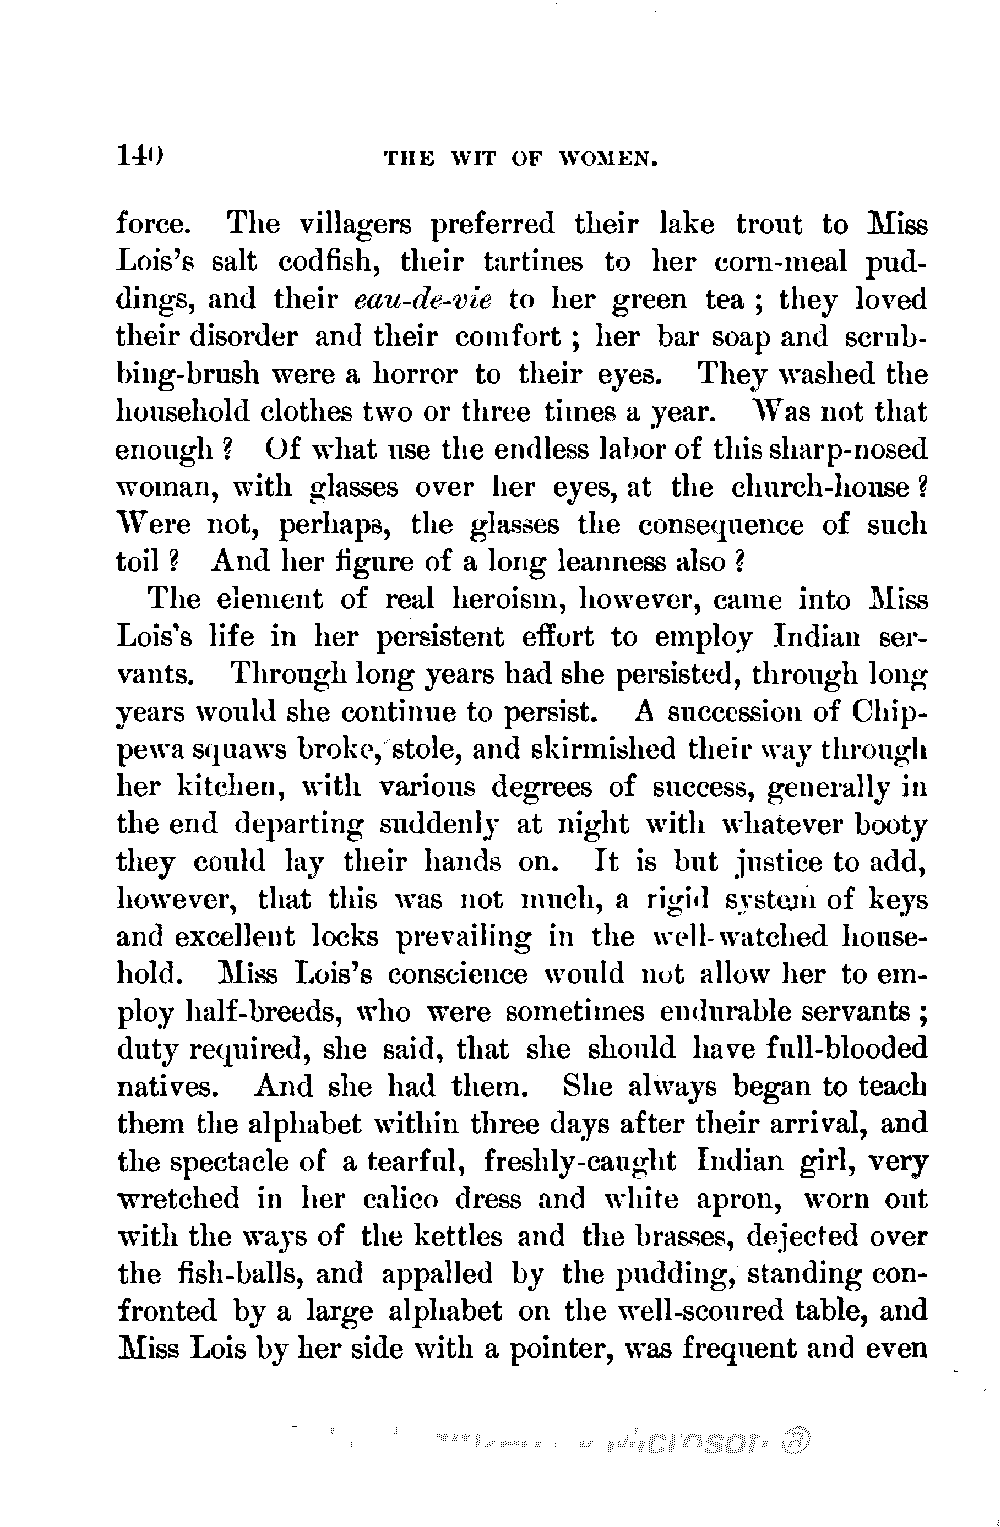 140 THE WIT OF WOMEN.
force. The villagers preferred their lake trout to Miss
Lois's salt codfish, their tartines to her corn-meal pud-
dings, and their eau-de-vie to her green tea ; they loved
their disorder and their comfort ; her bar soap and scrub-
bing-brush were a horror to their eyes. They washed the
household clothes two or three times a year. Was not that
enough ? Of what use the endless labor of this sharp-nosed
woman, with glasses over her eyes, at the church-house ?
Were not, perhaps, the glasses the consequence of such
toil ? And her figure of a long leanness also ?
The element of real heroism, however, came into Miss
Lois's life in her persistent effort to employ Indian ser-
vants. Through long years had she persisted, through long
years would she continue to persist. A succession of Chip-
pewa squaws broke, stole, and skirmished their way through
her kitchen, with various degrees of success, generally in
the end departing suddenly at night with whatever booty
they could lay their hands on. It is but justice to add,
however, that this was not much, a rigid system of keys
and excellent locks prevailing in the well-watched house-
hold. Miss Lois's conscience would not allow her to em-
ploy half-breeds, who were sometimes endurable servants ;
duty required, she said, that she should have full-blooded
natives. And she had them. She always began to teach
them the alphabet within three days after their arrival, and
the spectacle of a tearful, freshly-caught Indian girl, very
wretched in her calico dress and white apron, worn out
with the ways of the kettles and the brasses, dejected over
the fish-balls, and appalled by the pudding, standing con-
fronted by a large alphabet on the well-scoured table, and
Miss Lois by her side with a pointer, was frequent and even